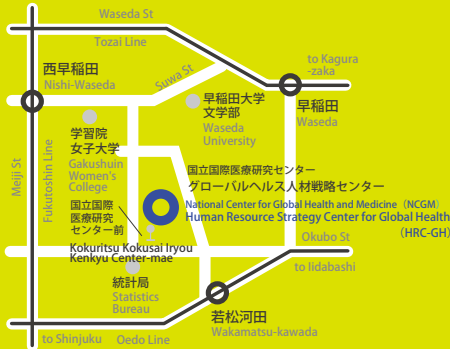 Waseda St
Tozai Line
to Kagura
-zaka
西早稲田
Nishi-Waseda
Suwa St
早稲田大学
文学部
Waseda
University
早稲田
Waseda
学習院
女子大学
Gakushuin
Women's
College
Meiji St
Fukutoshin Line
国立国際医療研究センター
グローバルヘルス人材戦略センター
National Center for Global Health and Medicine (NCGM)
Human Resource Strategy Center for Global Health
(HRC-GH)
国立国際
医療研究
センター前
Kokuritsu Kokusai Iryou
Kenkyu Center-mae
Okubo St
to Iidabashi
統計局
Statistics
Bureau
若松河田
Wakamatsu-kawada
to Shinjuku
Oedo Line